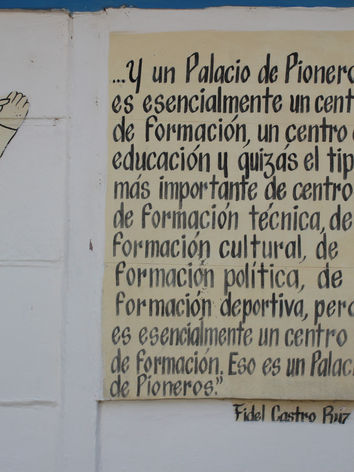 ...Y un Palacio de Pioneros
es esencialmente un cent
de formación, un centro d
educación y quizás el tip
más importante de centro
de formación técnica, de
formación cultural, de
formación política, de
formación deportiva, pero
es esencialmente un centro
de formación. Eso es un Palac
de Pioneros."
Fidel Castro Ruz